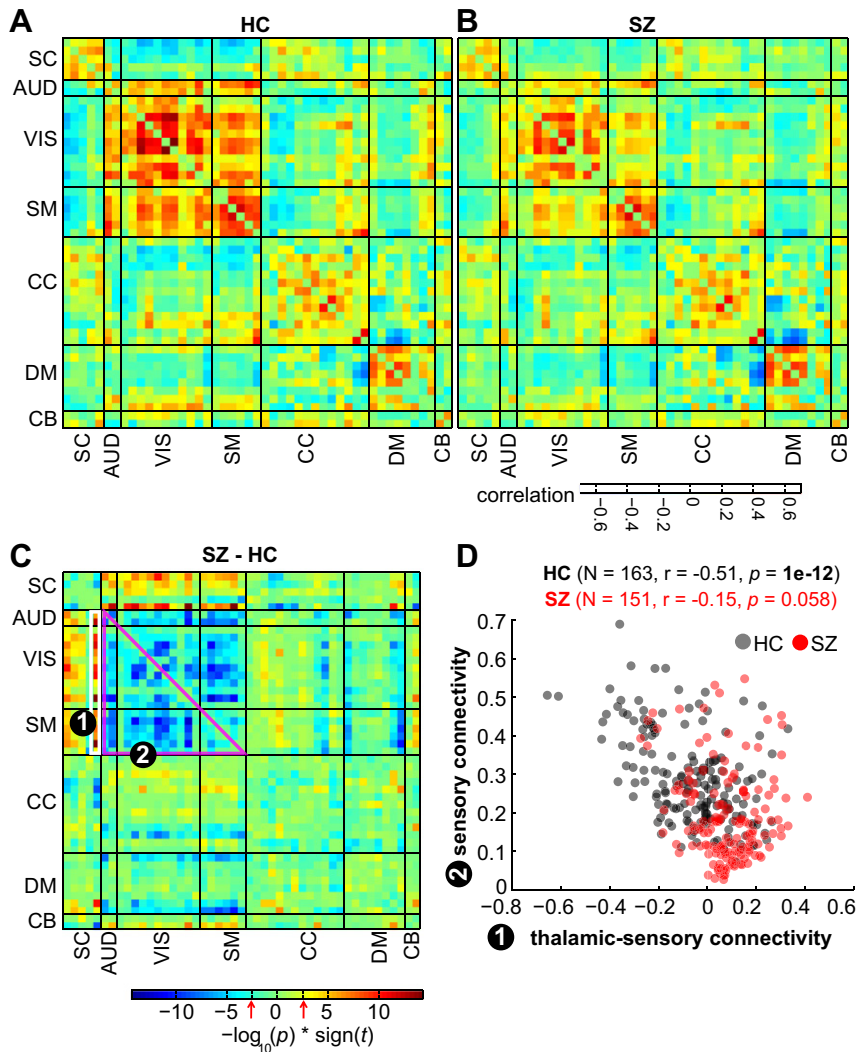 A HC
B SZ
SC
AUD
VIS
SM
CC
DM
CB
SC AUD VIS SM CC DM CB
SC AUD VIS SM CC DM CB
correlation −0.6 −0.4 −0.2 0 0.2 0.4 0.6
C SZ - HC
SC
AUD
VIS
SM
CC
DM
CB
1
2
SC AUD VIS SM CC DM CB
−10 −5 0 5 10
−log10(p) * sign(t)
D
HC (N = 163, r = -0.51, p = 1e-12)
SZ (N = 151, r = -0.15, p = 0.058)
HC SZ
0.7
0.6
0.5
0.4
0.3
0.2
0.1
0
2 sensory connectivity
−0.8 −0.6 −0.4 −0.2 0 0.2 0.4 0.6
1 thalamic-sensory connectivity